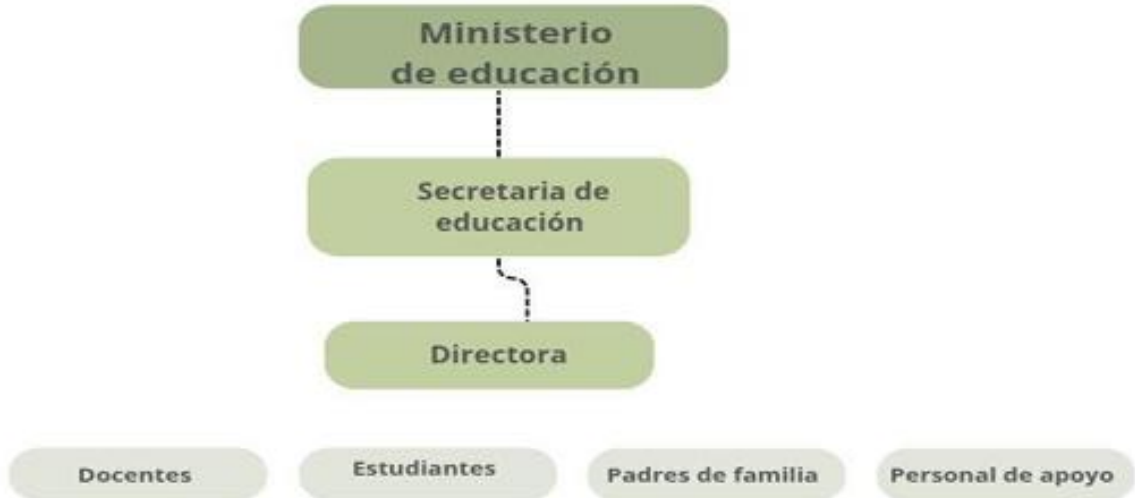 Ministerio
de educación
Secretaria de
educación
Directora
Docentes
Estudiantes
Padres de familia
Personal de apoyo